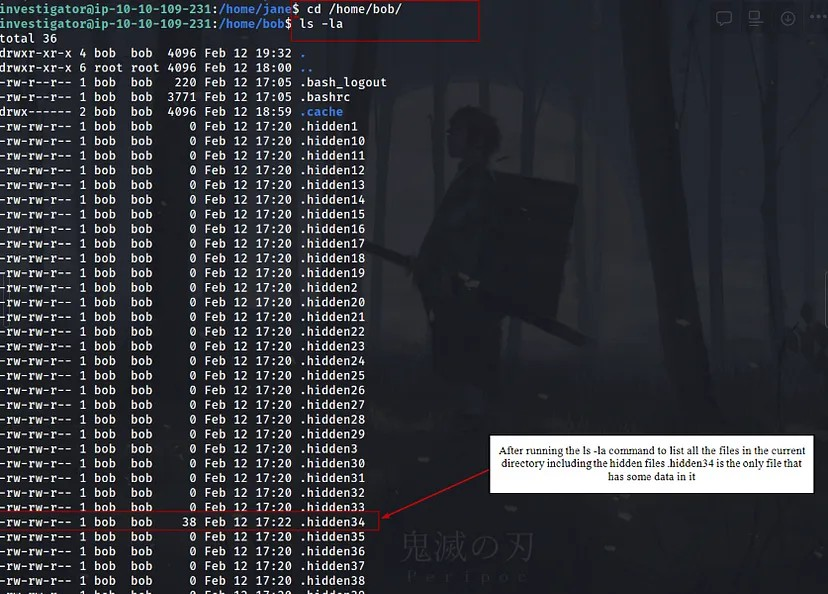 investigator@ip-10-10-109-231:/home/jane$ cd /home/bob/
investigator@ip-10-10-109-231:/home/bob$ ls -la
total 36
drwxr-xr-x 4 bob bob 4096 Feb 12 19:32 .
drwxr-xr-x 6 root root 4096 Feb 12 18:00 ..
-rw-r--r-- 1 bob bob 220 Feb 12 17:05 .bash_logout
-rw-r--r-- 1 bob bob 3771 Feb 12 17:05 .bashrc
drwx------ 2 bob bob 4096 Feb 12 18:59 .cache
-rw-rw-r-- 1 bob bob 0 Feb 12 17:20 .hidden1
-rw-rw-r-- 1 bob bob 0 Feb 12 17:20 .hidden10
-rw-rw-r-- 1 bob bob 0 Feb 12 17:20 .hidden11
-rw-rw-r-- 1 bob bob 0 Feb 12 17:20 .hidden12
-rw-rw-r-- 1 bob bob 0 Feb 12 17:20 .hidden13
-rw-rw-r-- 1 bob bob 0 Feb 12 17:20 .hidden14
-rw-rw-r-- 1 bob bob 0 Feb 12 17:20 .hidden15
-rw-rw-r-- 1 bob bob 0 Feb 12 17:20 .hidden16
-rw-rw-r-- 1 bob bob 0 Feb 12 17:20 .hidden17
-rw-rw-r-- 1 bob bob 0 Feb 12 17:20 .hidden18
-rw-rw-r-- 1 bob bob 0 Feb 12 17:20 .hidden19
-rw-rw-r-- 1 bob bob 0 Feb 12 17:20 .hidden2
-rw-rw-r-- 1 bob bob 0 Feb 12 17:20 .hidden20
-rw-rw-r-- 1 bob bob 0 Feb 12 17:20 .hidden21
-rw-rw-r-- 1 bob bob 0 Feb 12 17:20 .hidden22
-rw-rw-r-- 1 bob bob 0 Feb 12 17:20 .hidden23
-rw-rw-r-- 1 bob bob 0 Feb 12 17:20 .hidden24
-rw-rw-r-- 1 bob bob 0 Feb 12 17:20 .hidden25
-rw-rw-r-- 1 bob bob 0 Feb 12 17:20 .hidden26
-rw-rw-r-- 1 bob bob 0 Feb 12 17:20 .hidden27
-rw-rw-r-- 1 bob bob 0 Feb 12 17:20 .hidden28
-rw-rw-r-- 1 bob bob 0 Feb 12 17:20 .hidden29
-rw-rw-r-- 1 bob bob 0 Feb 12 17:20 .hidden3
-rw-rw-r-- 1 bob bob 0 Feb 12 17:20 .hidden30
-rw-rw-r-- 1 bob bob 0 Feb 12 17:20 .hidden31
-rw-rw-r-- 1 bob bob 0 Feb 12 17:20 .hidden32
-rw-rw-r-- 1 bob bob 0 Feb 12 17:20 .hidden33
-rw-rw-r-- 1 bob bob 38 Feb 12 17:22 .hidden34
-rw-rw-r-- 1 bob bob 0 Feb 12 17:20 .hidden35
-rw-rw-r-- 1 bob bob 0 Feb 12 17:20 .hidden36
-rw-rw-r-- 1 bob bob 0 Feb 12 17:20 .hidden37
-rw-rw-r-- 1 bob bob 0 Feb 12 17:20 .hidden38
After running the ls -la command to list all the files in the current
directory including the hidden files .hidden34 is the only file that
has some data in it
鬼滅の刃